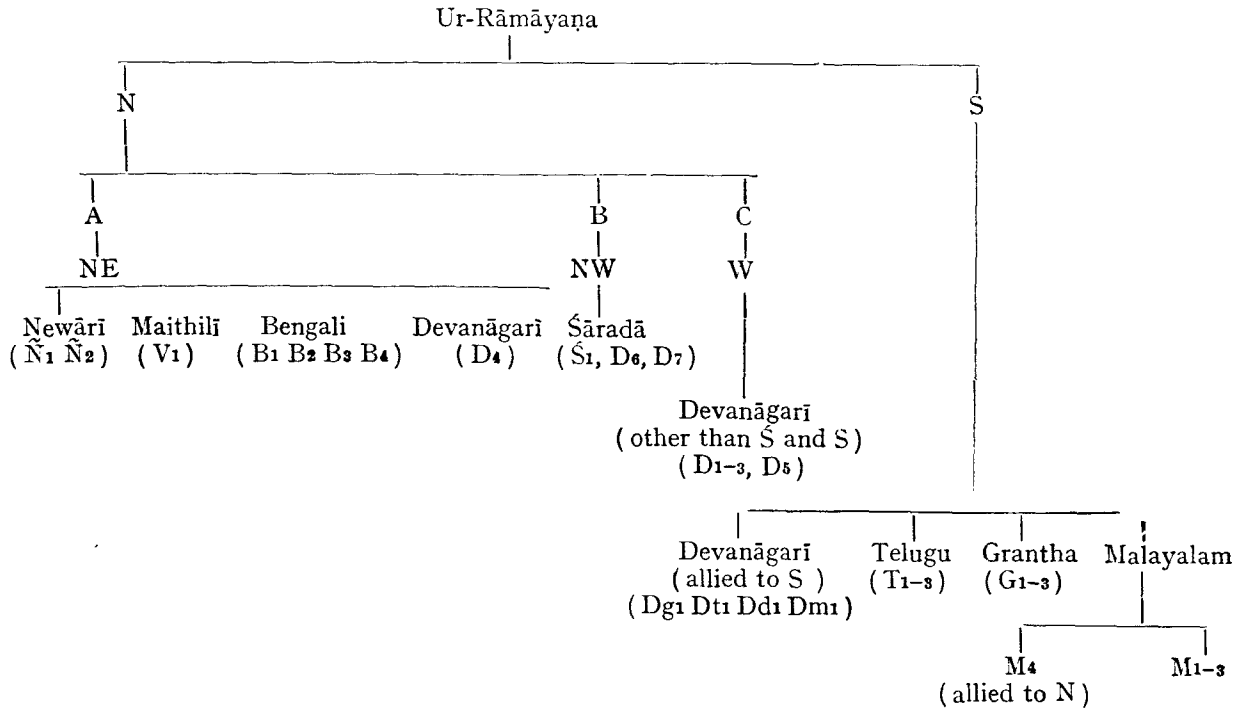 Ur-Rāmāyaṇa
N S
A B C
NE NW W
Newārī Maithilī Bengali Devanāgarī Śāradā
( Ñ1 Ñ2 ) ( V1 ) ( B1 B2 B3 B4 ) ( D4 ) ( Ś1, D6, D7 )
Devanāgarī
( other than Ś and S )
( D1-3, D5 )
Devanāgarī Telugu Grantha Malayalam
( allied to S ) ( T1-3 ) ( G1-3 )
( Dg1 Dt1 Dd1 Dm1 )
M4 M1-3
( allied to N )